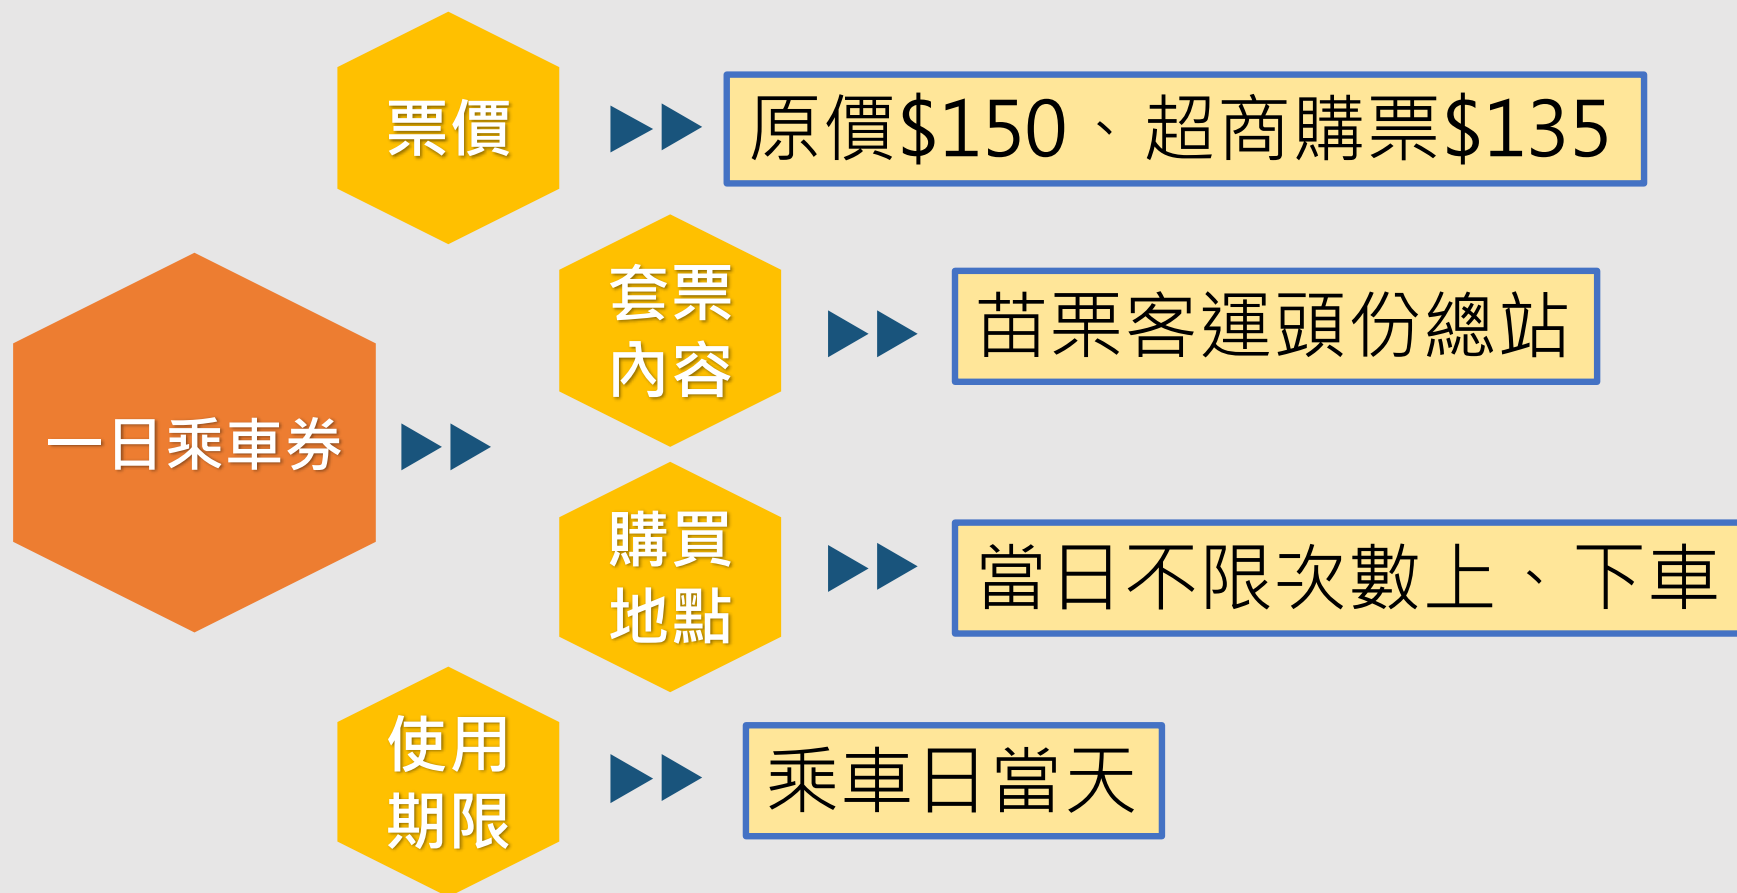 票價
原價$150、超商購票$135
套票
內容
苗栗客運頭份總站
一日乘車券
購買
地點
當日不限次數上、下車
使用
期限
乘車日當天